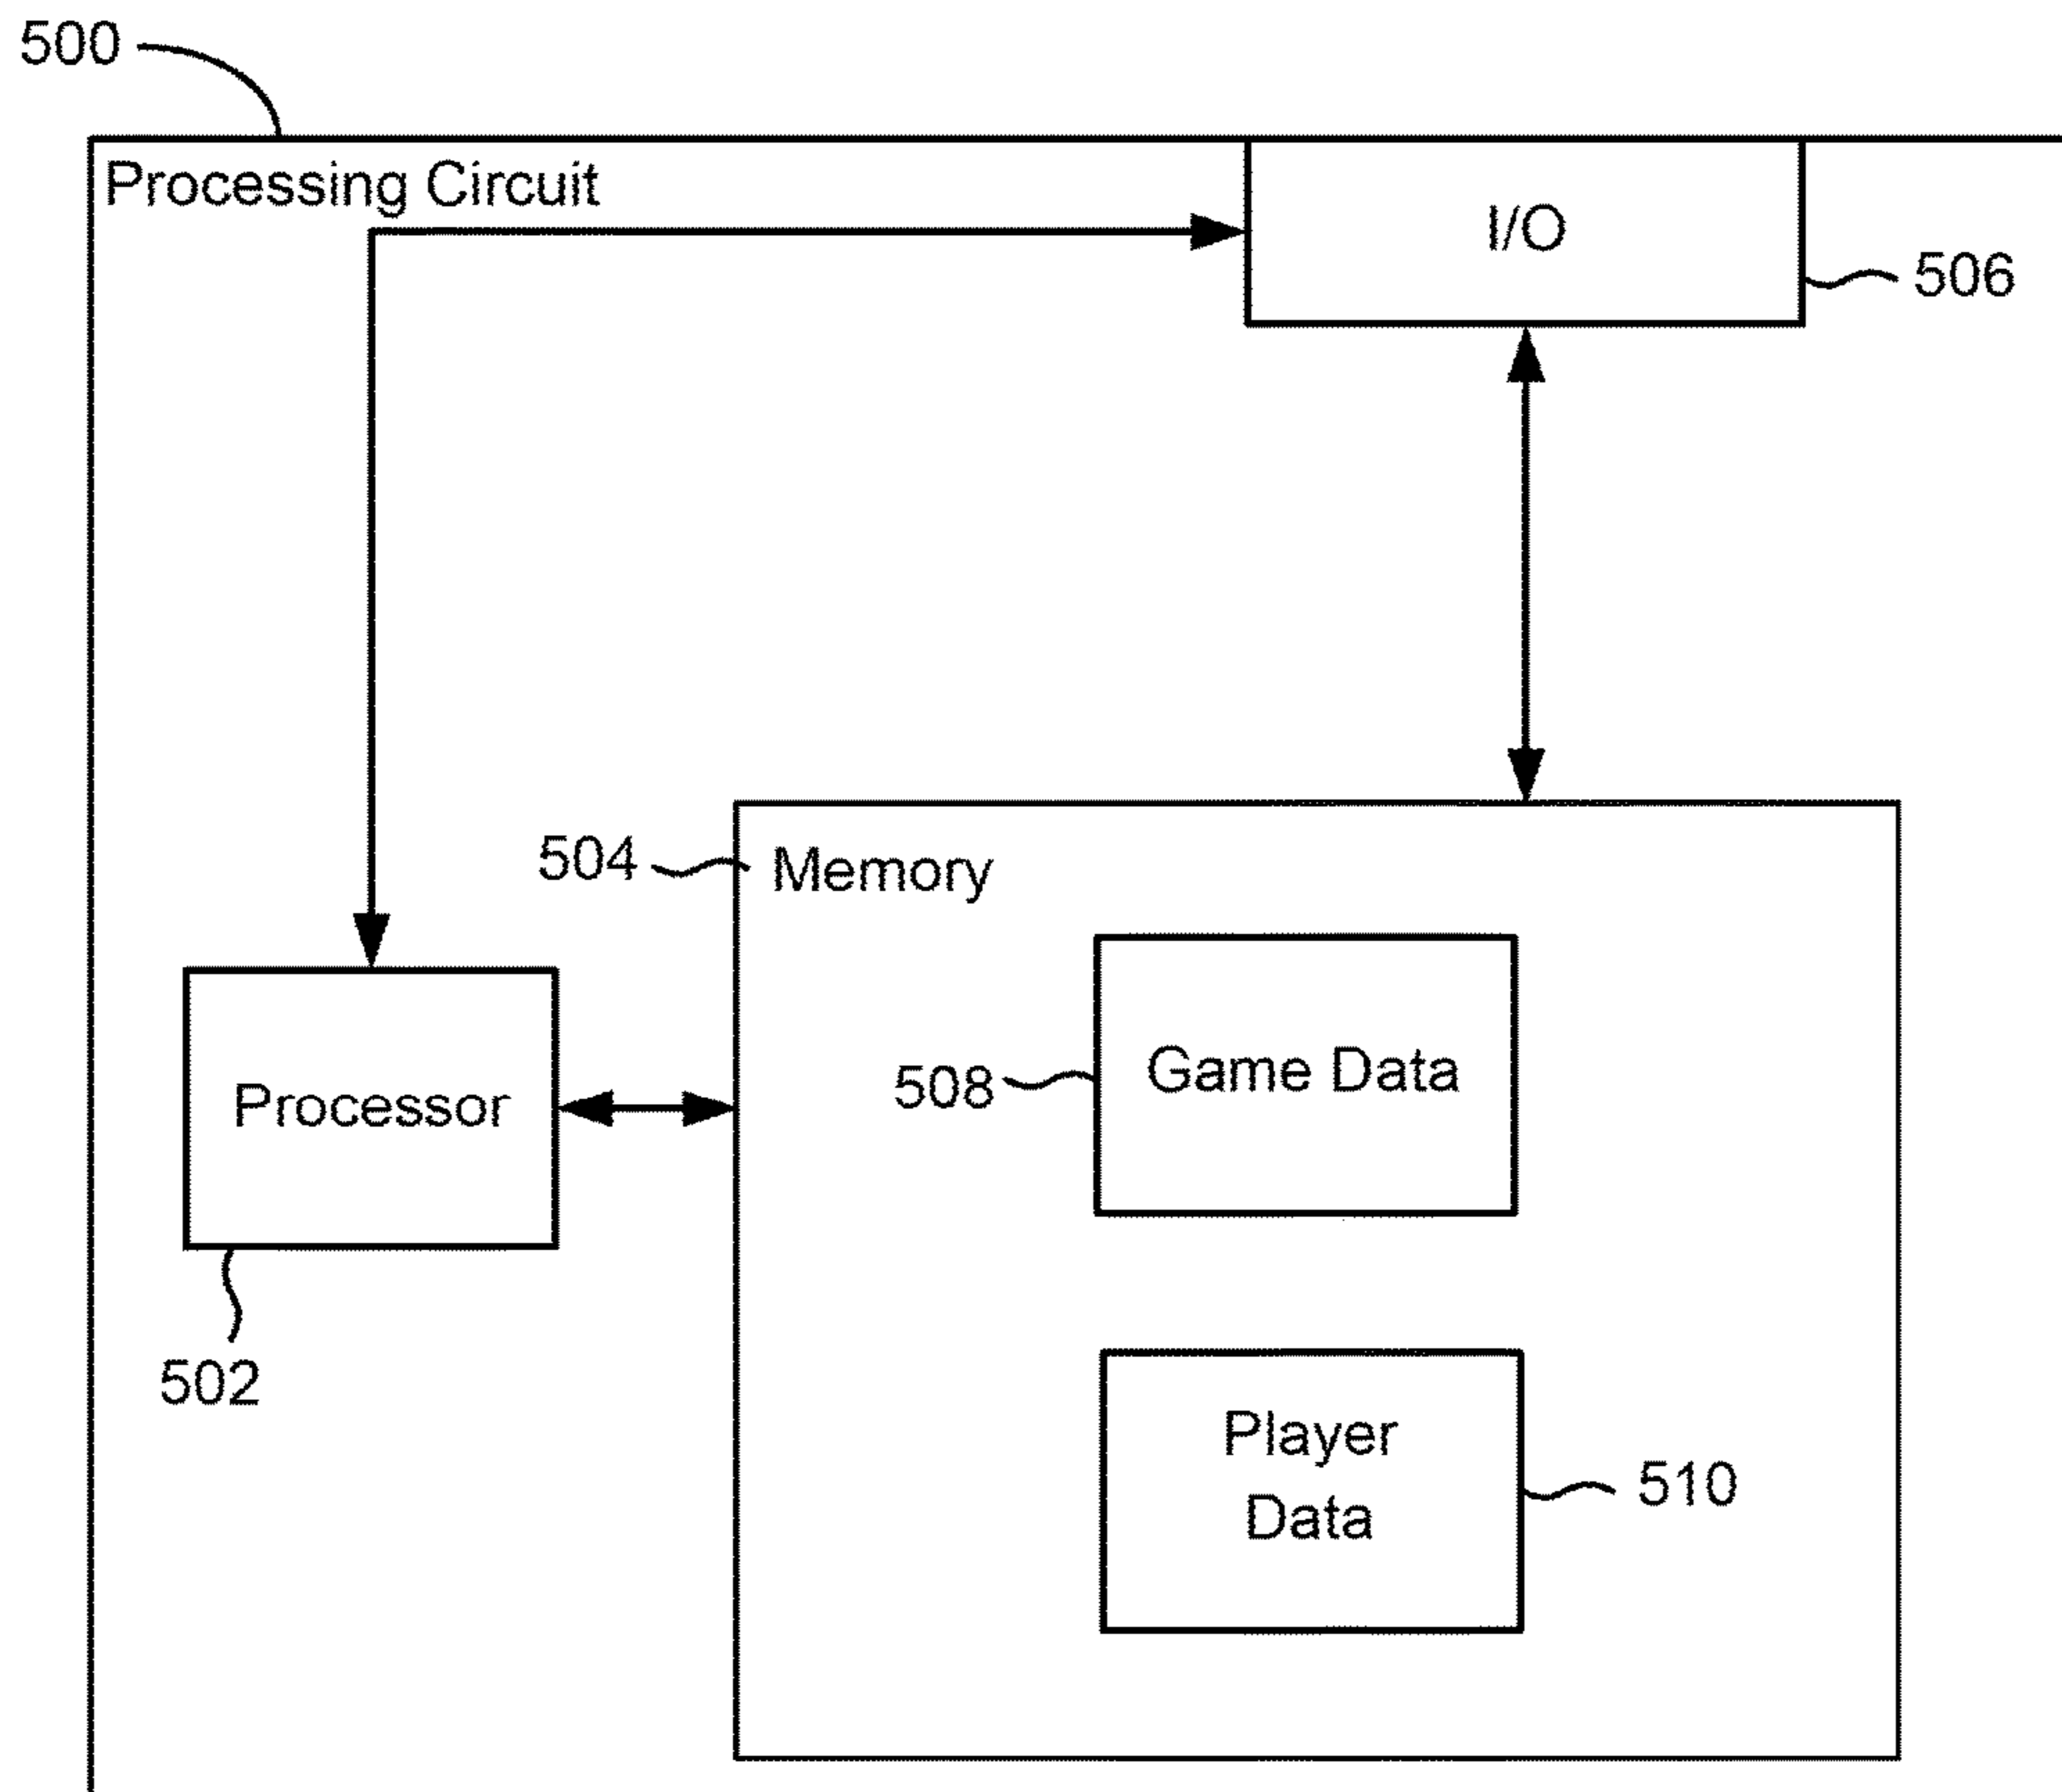 500
Processing Circuit
I/O
506
504
Memory
Game Data
508
Processor
502
Player
Data
510